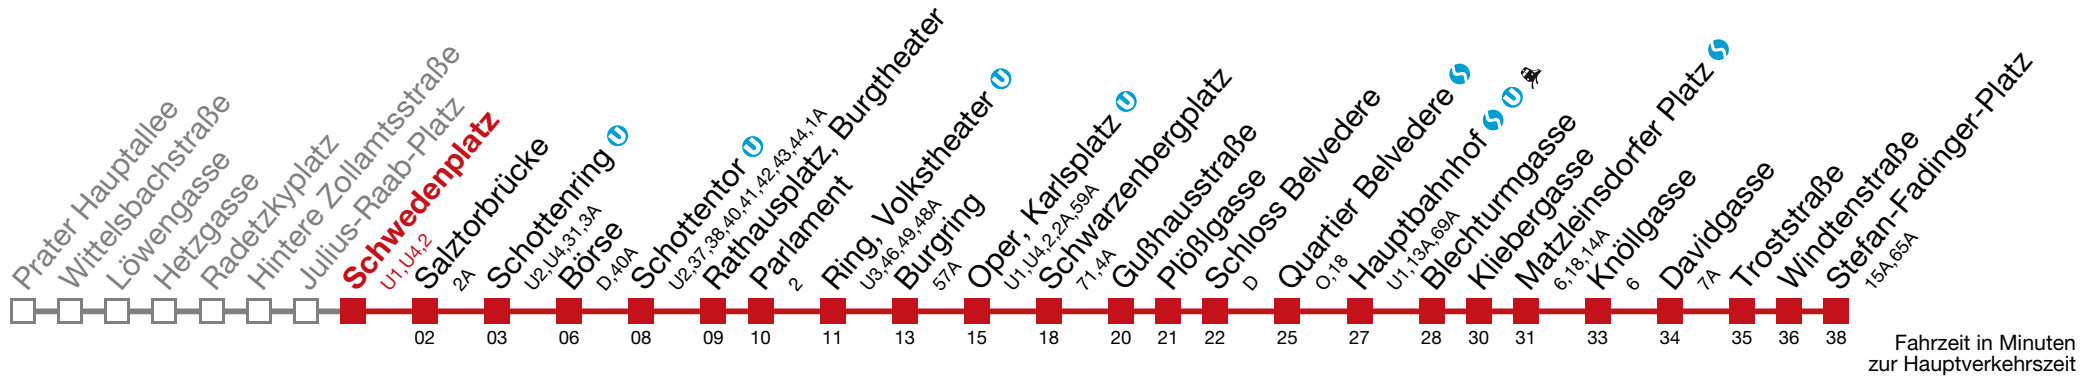 Prater Hauptallee
Wittelsbachstraße
Löwengasse
Hetzgasse
Radetzkyplatz
Hintere Zollamtsstraße
Julius-Raab-Platz
Schwedenplatz
U1,U4,2
Salztorbrücke
2A
Schottenring U
U2,U4,31,3A
Börse
D,40A
Schottentor U
U2,37,38,40,41,42,43,44,1A
Rathausplatz, Burgtheater
Parlament
2
Ring, Volkstheater U
U3,46,49,48A
Burgring
57A
Oper, Karlsplatz U
U1,U4,2,2A,59A
Schwarzenbergplatz
71,4A
Gußhausstraße
Plößlgasse
Schloss Belvedere
D
Quartier Belvedere S
O,18
Hauptbahnhof S U
U1,13A,69A
Blechturmgasse
Kliebergasse
Matzleinsdorfer Platz S
6,18,14A
Knöllgasse
6
Davidgasse
7A
Troststraße
Windtenstraße
Stefan-Fadinger-Platz
15A,65A
02 03 06 08 09 10 11 13 15 18 20 21 22 25 27 28 30 31 33 34 35 36 38
Fahrzeit in Minuten
zur Hauptverkehrszeit